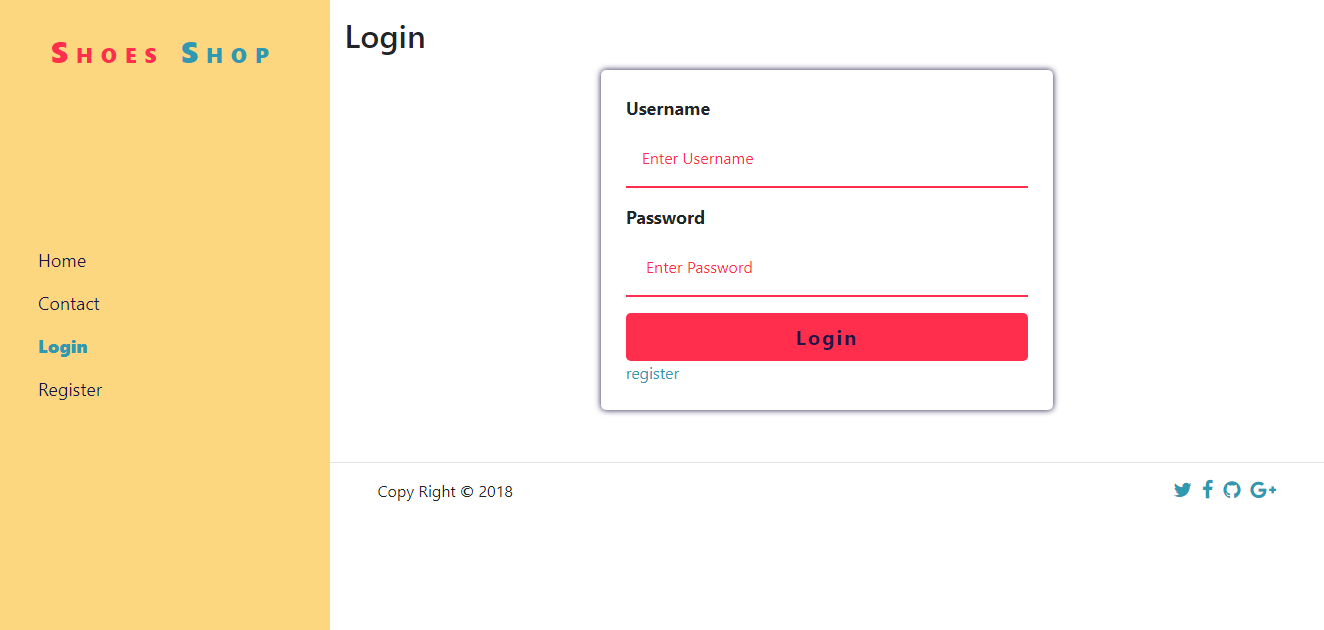 Shoes Shop
Home
Contact
Login
Register
Login
Username
Enter Username
Password
Enter Password
Login
register
Copy Right © 2018